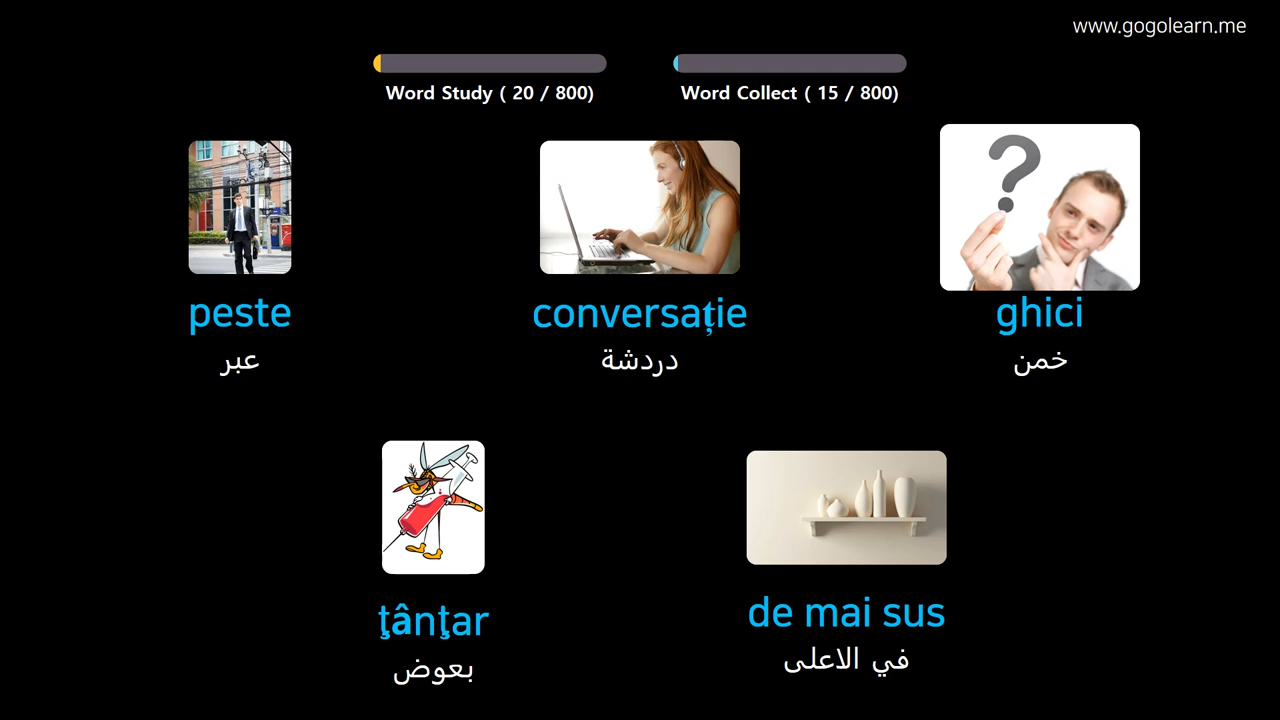 www.gogolearn.me
Word Study ( 20 / 800)
Word Collect ( 15 / 800)
peste
عبر
conversație
دردشة
ghici
خمن
ţânţar
بعوض
de mai sus
في الاعلى